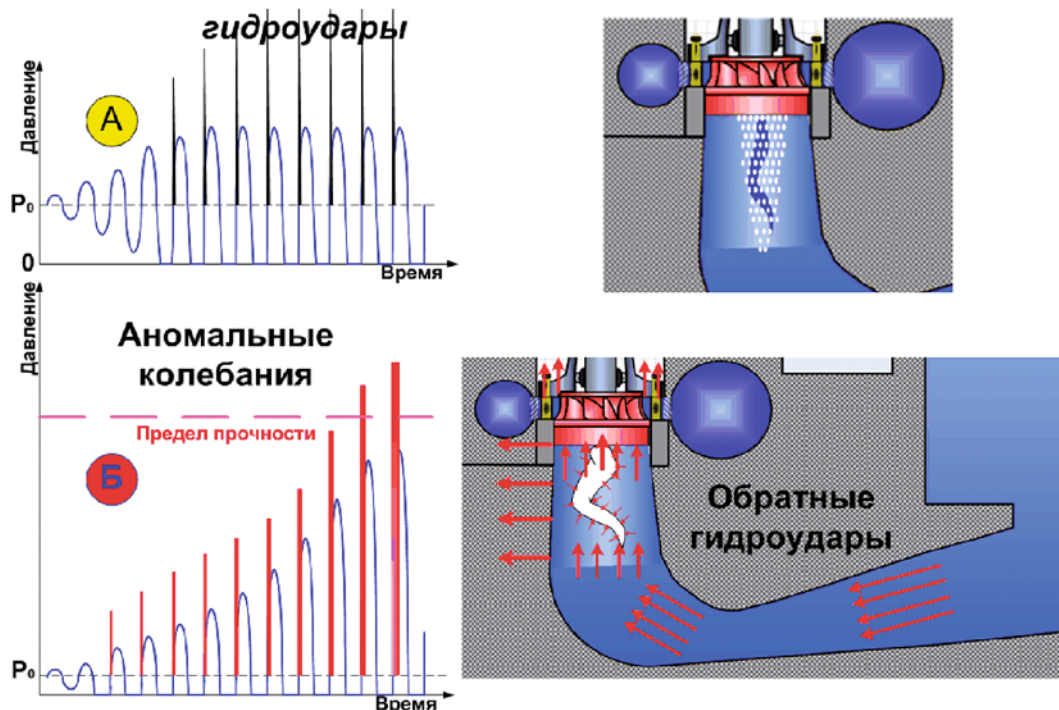 гидроудары
Давление
А
P₀
0
Время
Давление
Аномальные
колебания
Предел прочности
Б
P₀
Время
Обратные
гидроудары